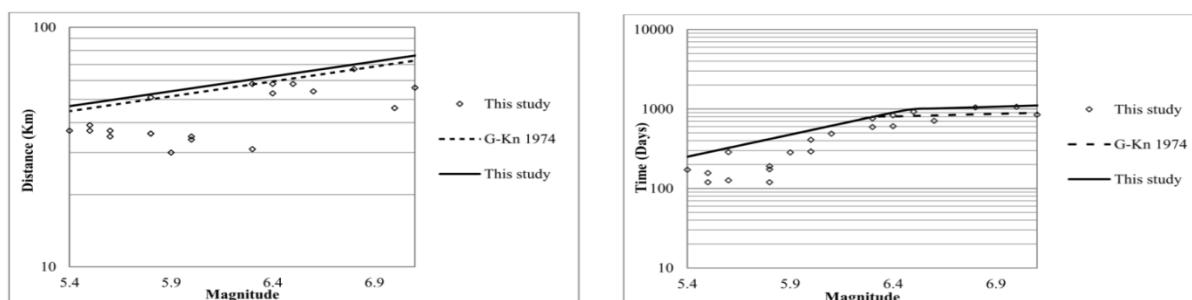 100
10
Distance (Km)
5.4 5.9 6.4 6.9
Magnitude
This study
G-Kn 1974
This study
10000
1000
100
10
Time (Days)
5.4 5.9 6.4 6.9
Magnitude
This study
G-Kn 1974
This study